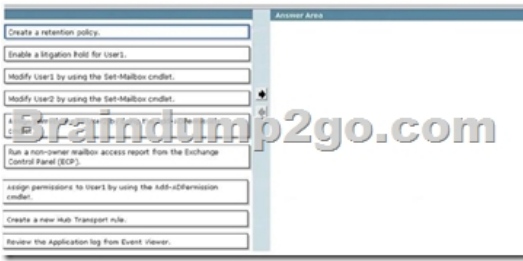 Answer Area
Create a retention policy.
Enable a litigation hold for User1.
Modify User1 by using the Set-Mailbox cmdlet.
Modify User2 by using the Set-Mailbox cmdlet.
Braindump2go.com
Run a non-owner mailbox access report from the Exchange
Control Panel (ECP).
Assign permissions to User1 by using the Add-ADPermission
cmdlet.
Create a new Hub Transport rule.
Review the Application log from Event Viewer.